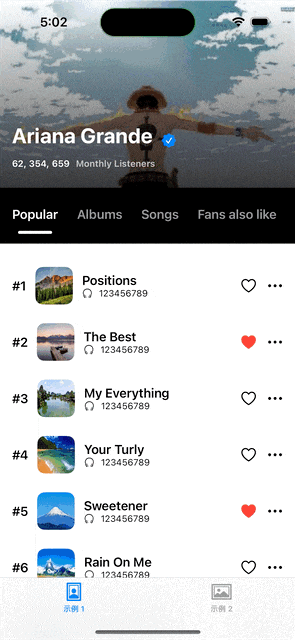 5:02
Ariana Grande
62, 354, 659 Monthly Listeners
Popular Albums Songs Fans also like
#1 Positions
123456789
#2 The Best
123456789
#3 My Everything
123456789
#4 Your Turly
123456789
#5 Sweetener
123456789
#6 Rain On Me
示例 1 示例 2